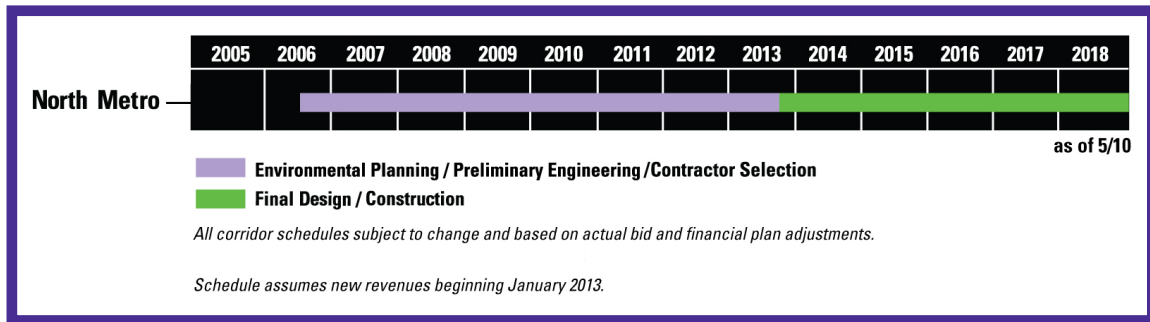 2005 2006 2007 2008 2009 2010 2011 2012 2013 2014 2015 2016 2017 2018
North Metro
as of 5/10
Environmental Planning / Preliminary Engineering /Contractor Selection
Final Design / Construction
All corridor schedules subject to change and based on actual bid and financial plan adjustments.
Schedule assumes new revenues beginning January 2013.